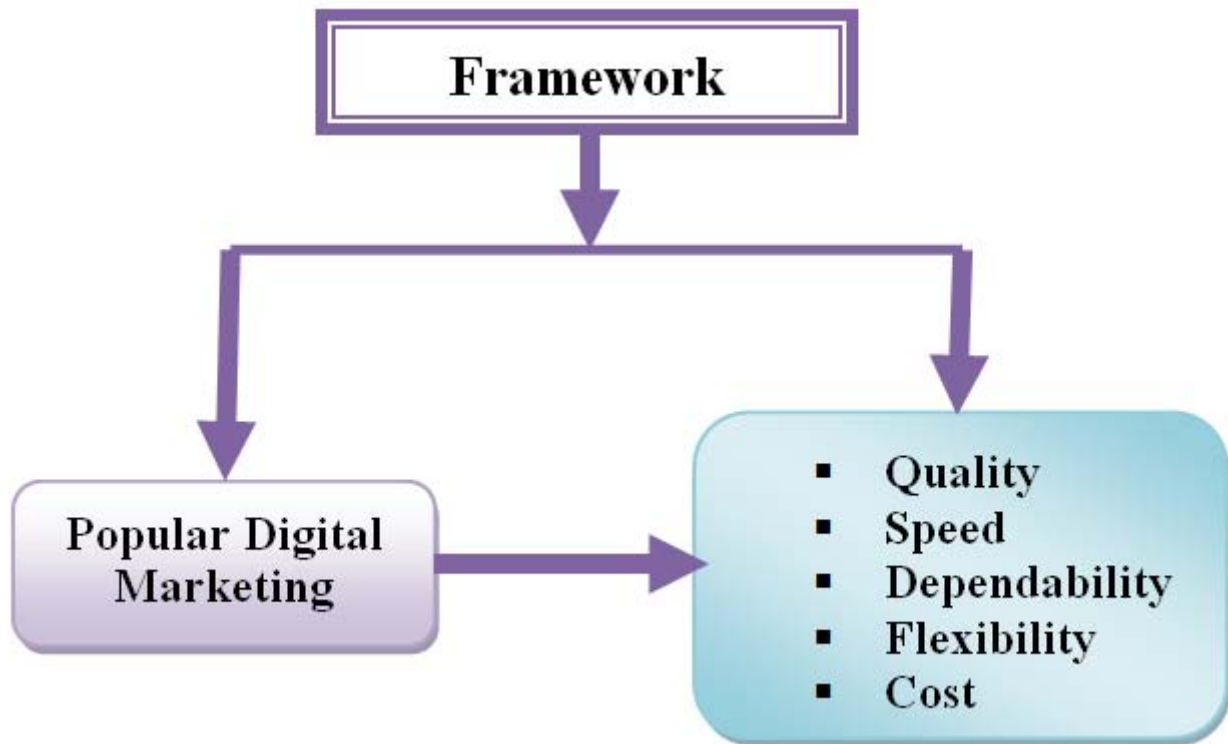 Framework
Popular Digital
Marketing
▪ Quality
▪ Speed
▪ Dependability
▪ Flexibility
▪ Cost